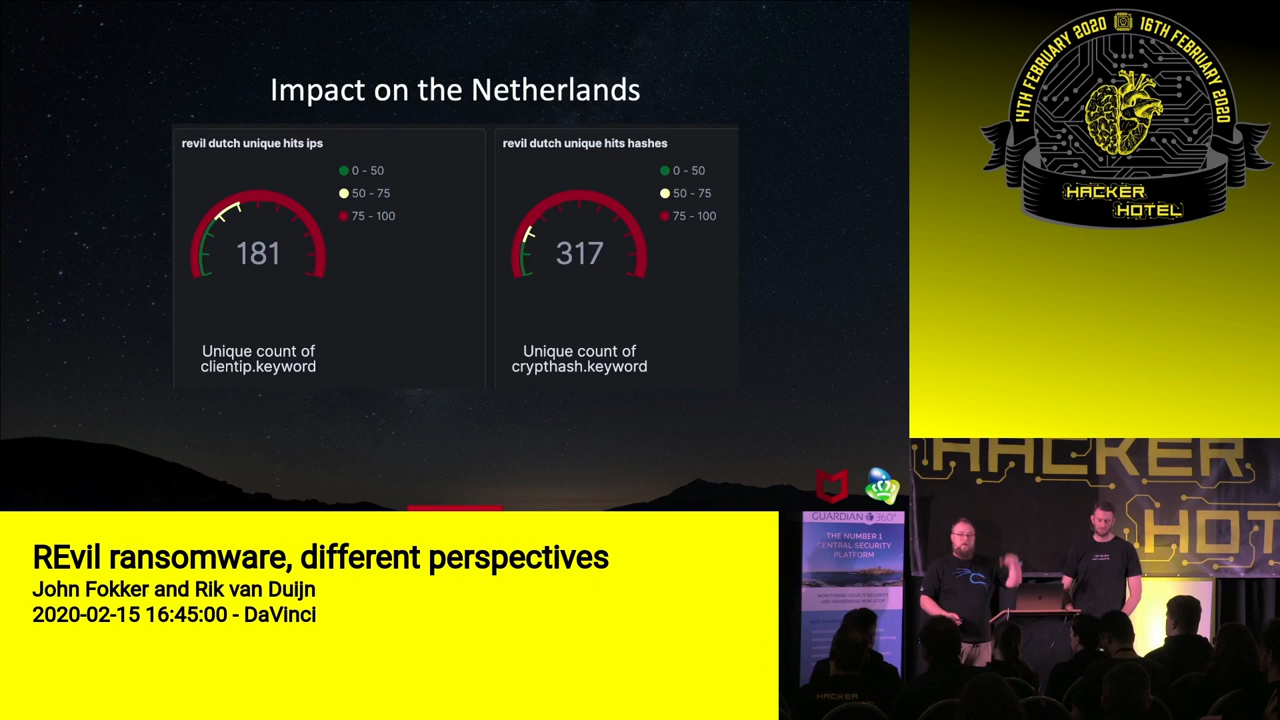 Impact on the Netherlands
revil dutch unique hits ips
0 - 50
50 - 75
75 - 100
181
Unique count of
clientip.keyword
revil dutch unique hits hashes
0 - 50
50 - 75
75 - 100
317
Unique count of
crypthash.keyword
14TH FEBRUARY 2020 16TH FEBRUARY 2020
HACKER
HOTEL
REvil ransomware, different perspectives
John Fokker and Rik van Duijn
2020-02-15 16:45:00 - DaVinci
HACKER
HOT
GUARDIAN 360°
THE NUMBER 1
CENTRAL SECURITY
PLATFORM
HACKER